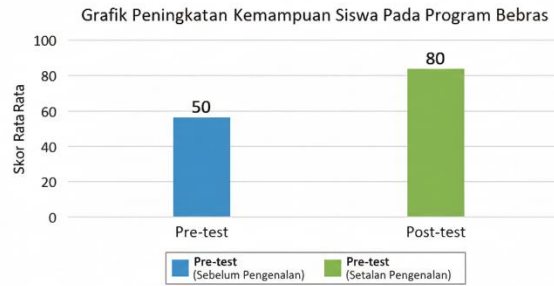 Grafik Peningkatan Kemampuan Siswa Pada Program Bebras
100
80
60
40
20
0
Skor Rata Rata
50
80
Pre-test
Post-test
Pre-test
(Sebelum Pengenalan)
Pre-test
(Setalan Pengenalan)